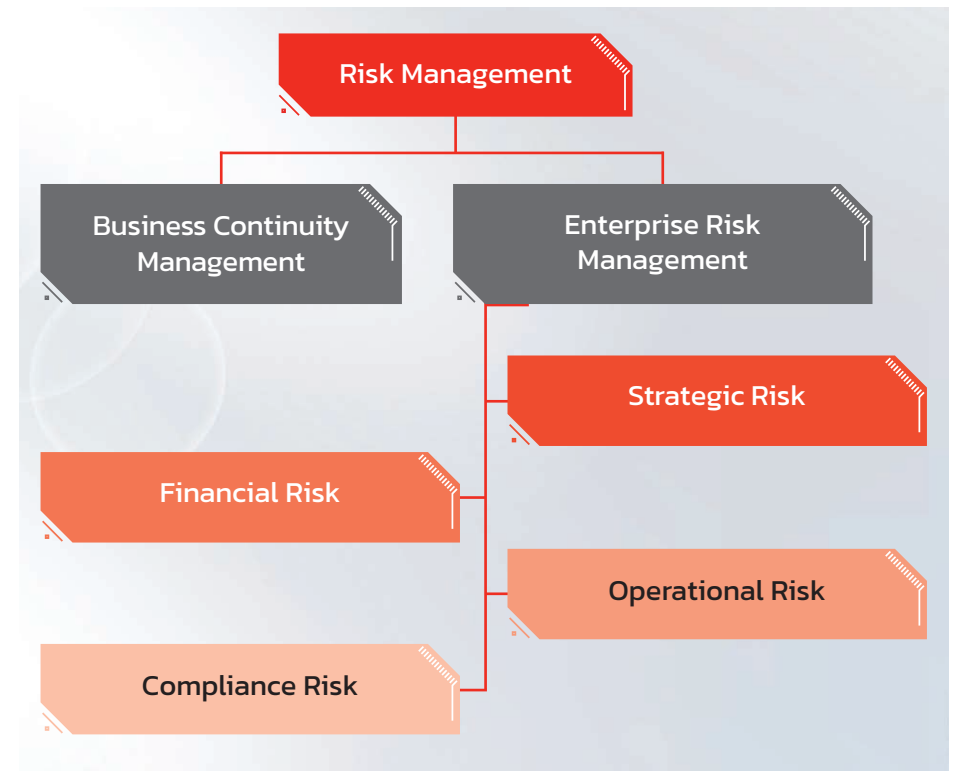 Risk Management
Business Continuity
Management
Enterprise Risk
Management
Strategic Risk
Financial Risk
Operational Risk
Compliance Risk